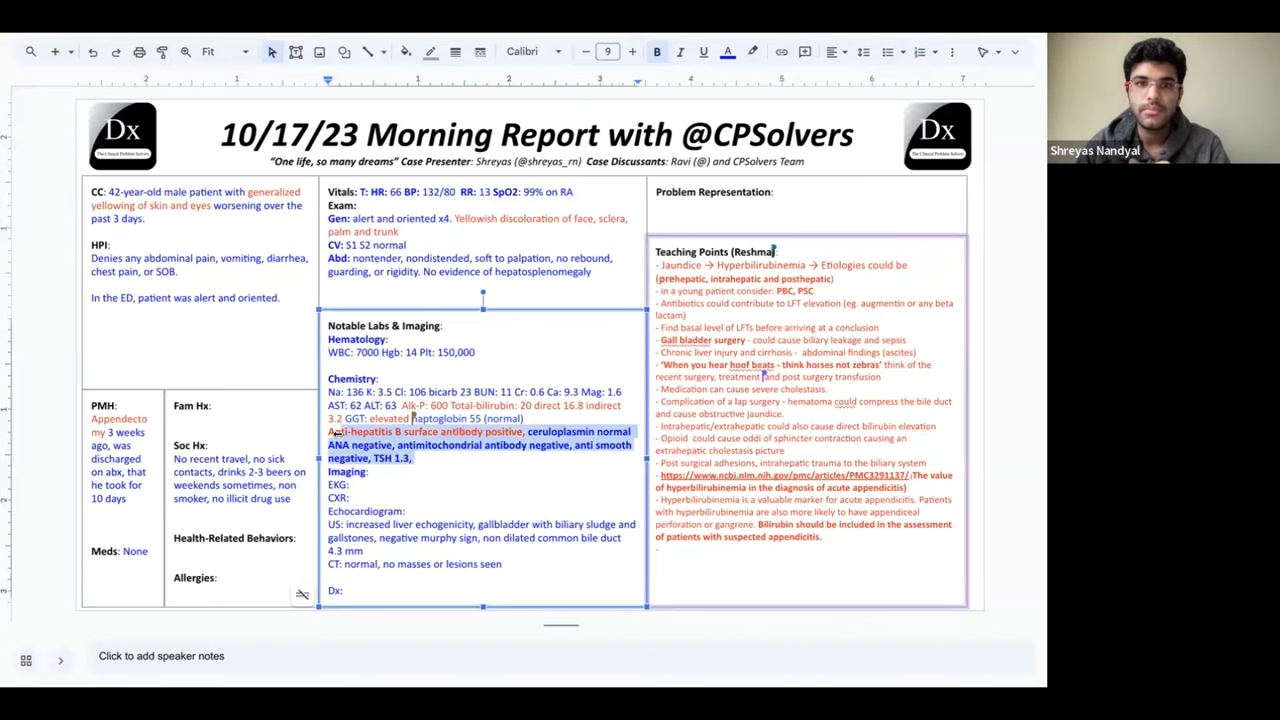 Fit
Calibri
9
B
I
U
A
2
1
1
2
3
4
5
6
7
Dx
The Clinical Problem Solvers
10/17/23 Morning Report with @CPSolvers
“One life, so many dreams” Case Presenter: Shreyas (@shreyas_rn) Case Discussants: Ravi (@) and CPSolvers Team
Dx
The Clinical Problem Solvers
CC: 42-year-old male patient with generalized
yellowing of skin and eyes worsening over the
past 3 days.
HPI:
Denies any abdominal pain, vomiting, diarrhea,
chest pain, or SOB.
In the ED, patient was alert and oriented.
PMH:
Appendecto
my 3 weeks
ago, was
discharged
on abx, that
he took for
10 days
Meds: None
Fam Hx:
Soc Hx:
No recent travel, no sick
contacts, drinks 2-3 beers on
weekends sometimes, non
smoker, no illicit drug use
Health-Related Behaviors:
Allergies:
Vitals: T: HR: 66 BP: 132/80 RR: 13 SpO2: 99% on RA
Exam:
Gen: alert and oriented x4. Yellowish discoloration of face, sclera,
palm and trunk
CV: S1 S2 normal
Abd: nontender, nondistended, soft to palpation, no rebound,
guarding, or rigidity. No evidence of hepatosplenomegaly
Notable Labs & Imaging:
Hematology:
WBC: 7000 Hgb: 14 Plt: 150,000
Chemistry:
Na: 136 K: 3.5 Cl: 106 bicarb 23 BUN: 11 Cr: 0.6 Ca: 9.3 Mag: 1.6
AST: 62 ALT: 63 Alk-P: 600 Total-bilirubin: 20 direct 16.8 indirect
3.2 GGT: elevated haptoglobin 55 (normal)
Anti-hepatitis B surface antibody positive, ceruloplasmin normal
ANA negative, antimitochondrial antibody negative, anti smooth
negative, TSH 1.3,
Imaging:
EKG:
CXR:
Echocardiogram:
US: increased liver echogenicity, gallbladder with biliary sludge and
gallstones, negative murphy sign, non dilated common bile duct
4.3 mm
CT: normal, no masses or lesions seen
Dx:
Problem Representation:
Teaching Points (Reshma):
- Jaundice → Hyperbilirubinemia → Etiologies could be
(prehepatic, intrahepatic and posthepatic)
- in a young patient consider: PBC, PSC
- Antibiotics could contribute to LFT elevation (eg. augmentin or any beta
lactam)
- Find basal level of LFTs before arriving at a conclusion
- Gall bladder surgery - could cause biliary leakage and sepsis
- Chronic liver injury and cirrhosis - abdominal findings (ascites)
- ‘When you hear hoof beats - think horses not zebras’ think of the
recent surgery, treatment and post surgery transfusion
- Medication can cause severe cholestasis.
- Complication of a lap surgery - hematoma could compress the bile duct
and cause obstructive jaundice.
- Intrahepatic/extrahepatic could also cause direct bilirubin elevation
- Opioid could cause oddi of sphincter contraction causing an
extrahepatic cholestasis picture
- Post surgical adhesions, intrahepatic trauma to the biliary system
- https://www.ncbi.nlm.nih.gov/pmc/articles/PMC3291137/ (The value
of hyperbilirubinemia in the diagnosis of acute appendicitis)
- Hyperbilirubinemia is a valuable marker for acute appendicitis. Patients
with hyperbilirubinemia are also more likely to have appendiceal
perforation or gangrene. Bilirubin should be included in the assessment
of patients with suspected appendicitis.
-
Shreyas Nandyal
Click to add speaker notes